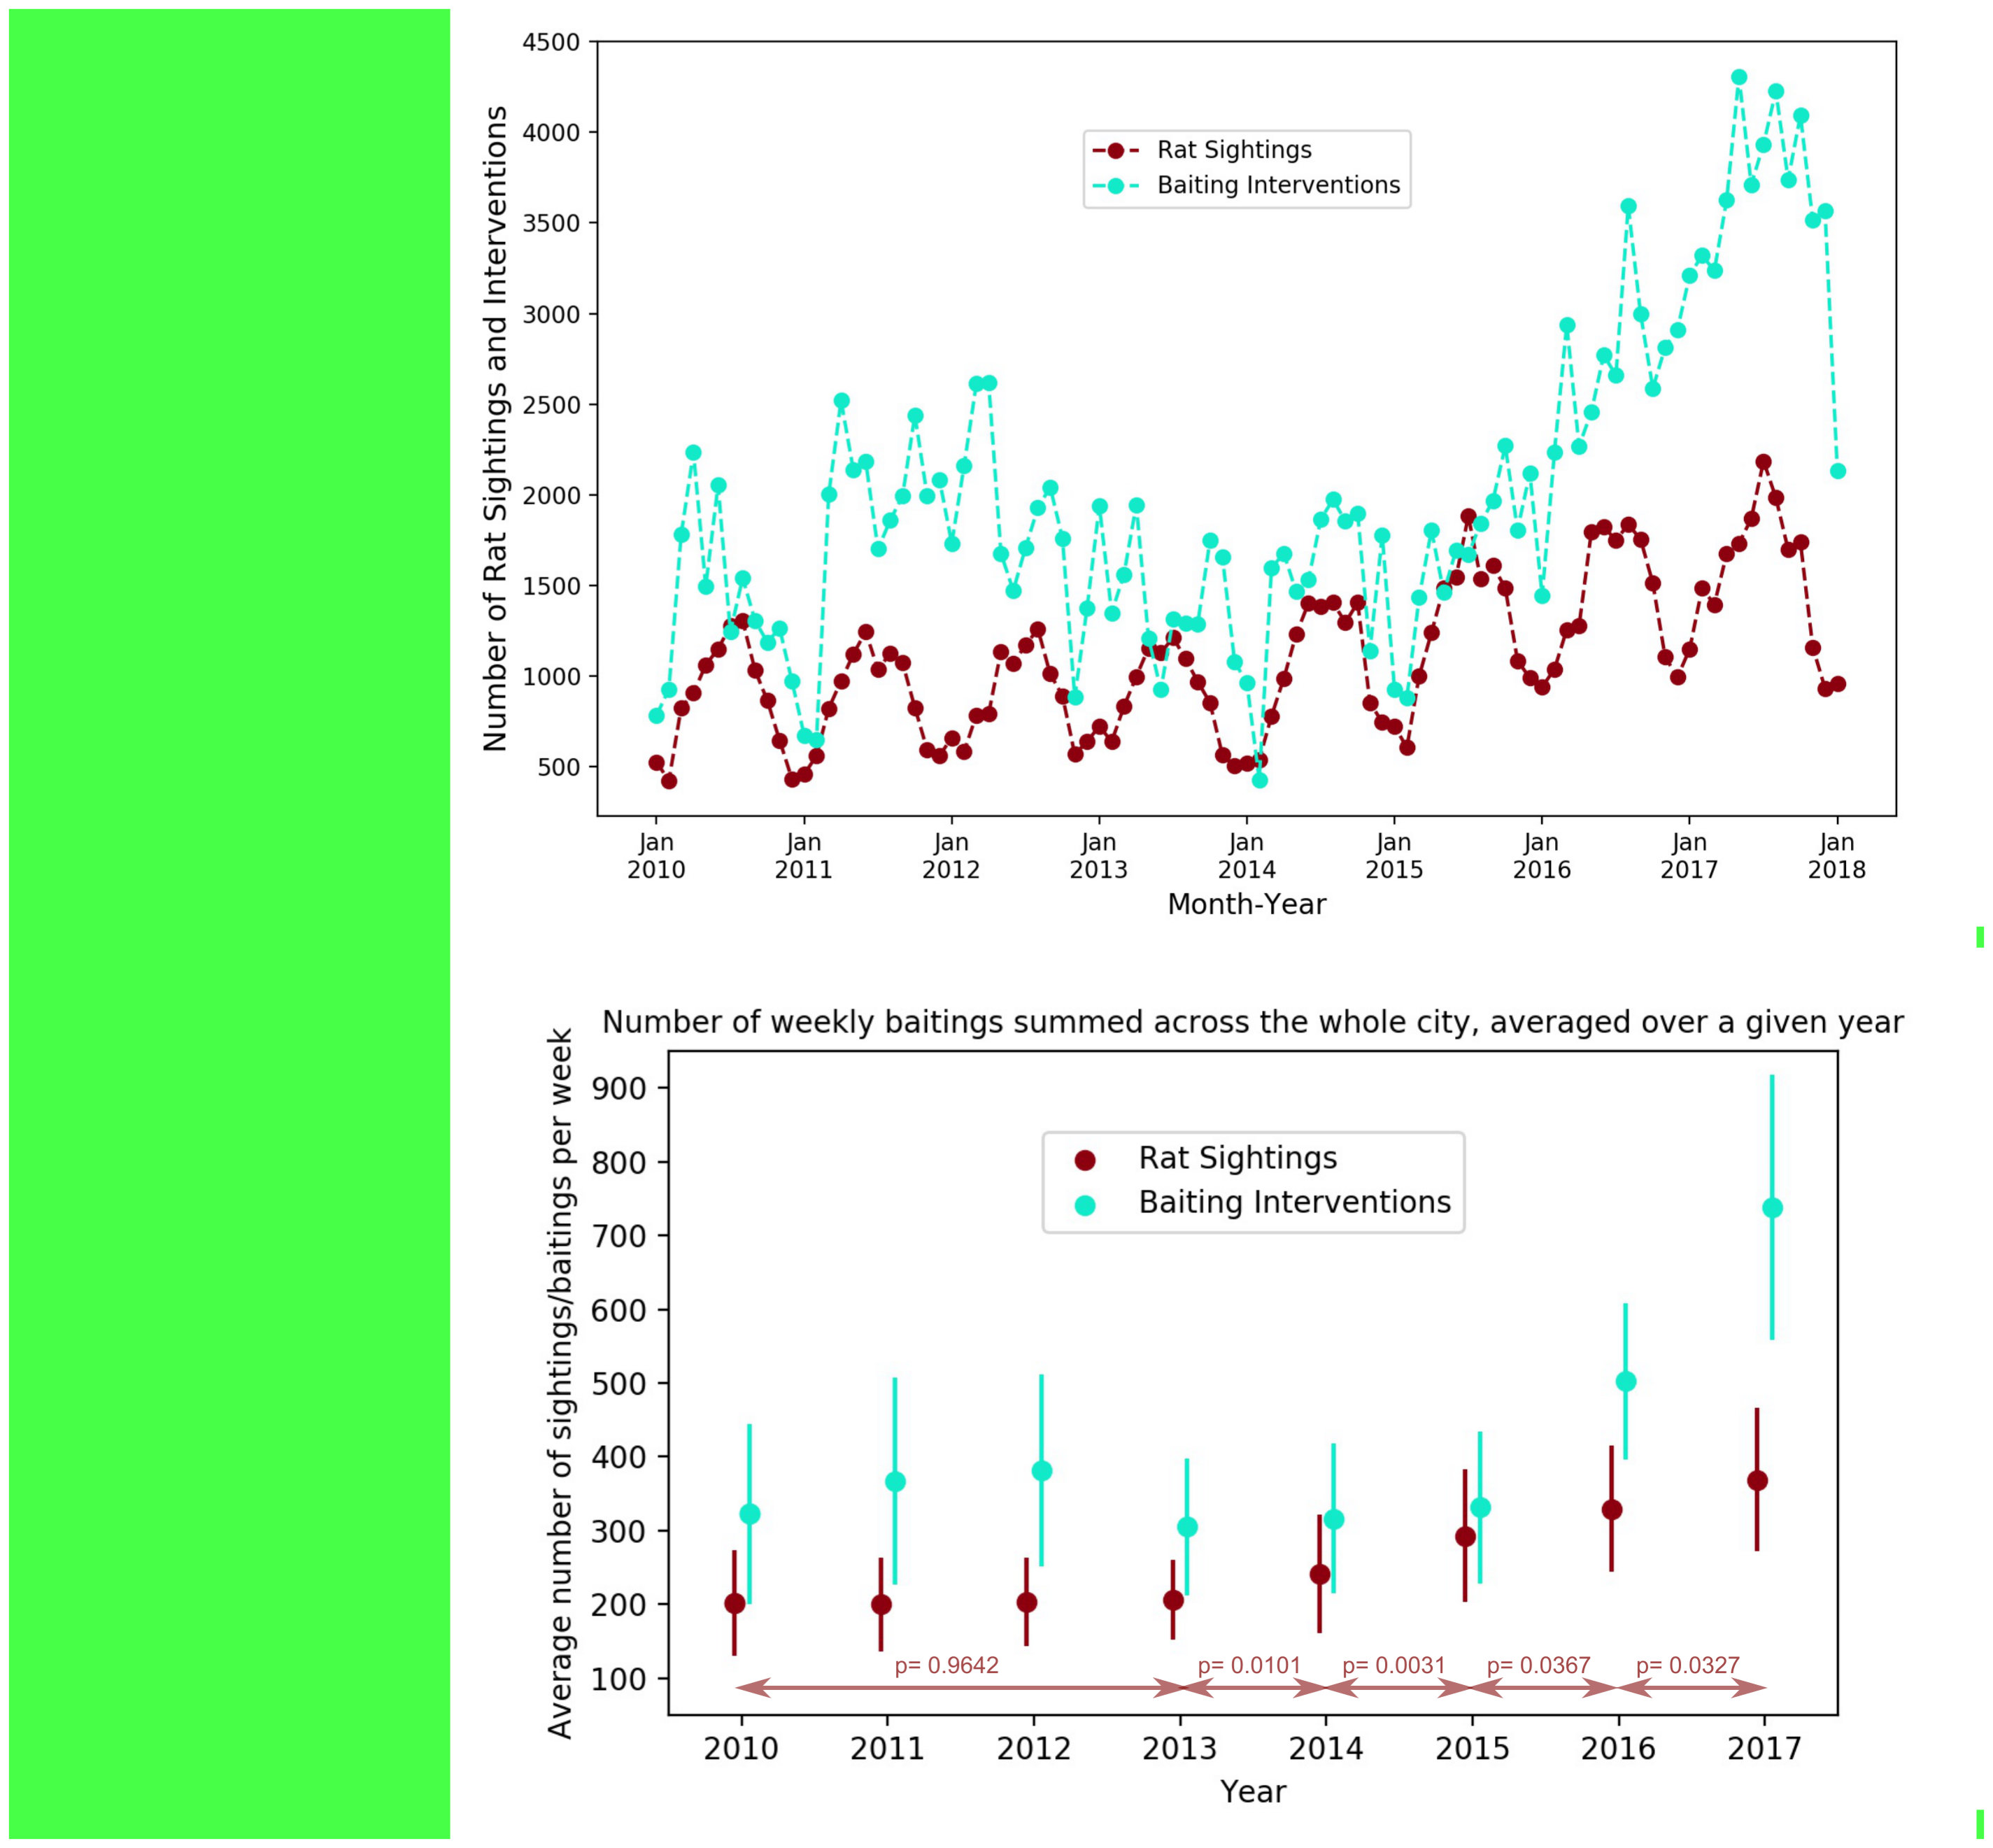 4500
4000
3500
3000
2500
2000
1500
1000
500
Number of Rat Sightings and Interventions
Rat Sightings
Baiting Interventions
Jan Jan Jan Jan Jan Jan Jan Jan Jan
2010 2011 2012 2013 2014 2015 2016 2017 2018
Month-Year
Number of weekly baitings summed across the whole city, averaged over a given year
Average number of sightings/baitings per week
900
800
700
600
500
400
300
200
100
Rat Sightings
Baiting Interventions
p= 0.9642 p= 0.0101 p= 0.0031 p= 0.0367 p= 0.0327
2010 2011 2012 2013 2014 2015 2016 2017
Year